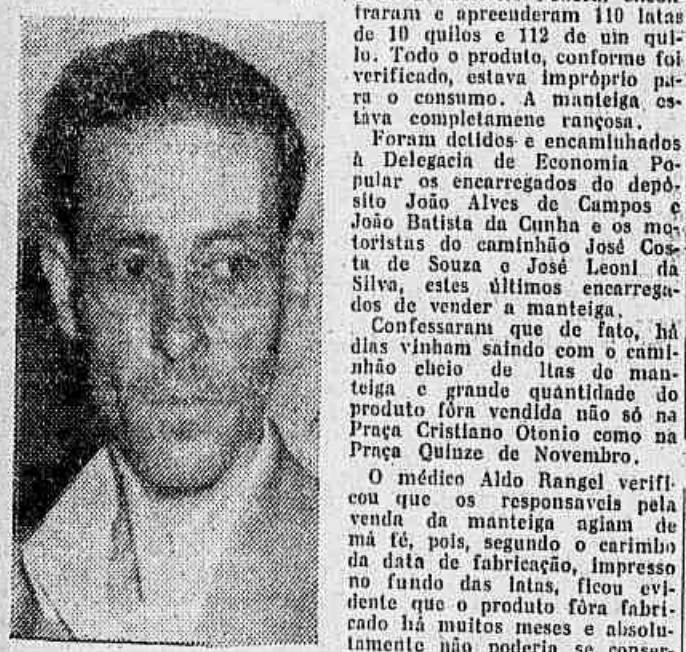 traram e apreenderam 110 latas
de 10 quilos e 112 de um qui-
lo. Todo o produto, conforme foi
verificado, estava impróprio pa-
ra o consumo. A manteiga es-
tava completamene rançosa.
Foram detidos e encaminhados
à Delegacia de Economia Po-
pular os encarregados do depó-
sito João Alves de Campos e
João Batista da Cunha e os mo-
toristas do caminhão José Cos-
ta de Souza e José Leoni da
Silva, estes últimos encarrega-
dos de vender a manteiga.
Confessaram que de fato, há
dias vinham saindo com o cami-
nhão cheio de ltas de man-
teiga e grande quantidade do
produto fôra vendida não só na
Praça Cristiano Otonio como na
Praça Quinze de Novembro.
O médico Aldo Rangel verifi-
cou que os responsaveis pela
venda da manteiga agiam de
má fé, pois, segundo o carimbo
da data de fabricação, impresso
no fundo das latas, ficou evi-
dente que o produto fôra fabri-
cado há muitos meses e absolu-
tamente não poderia se conser-